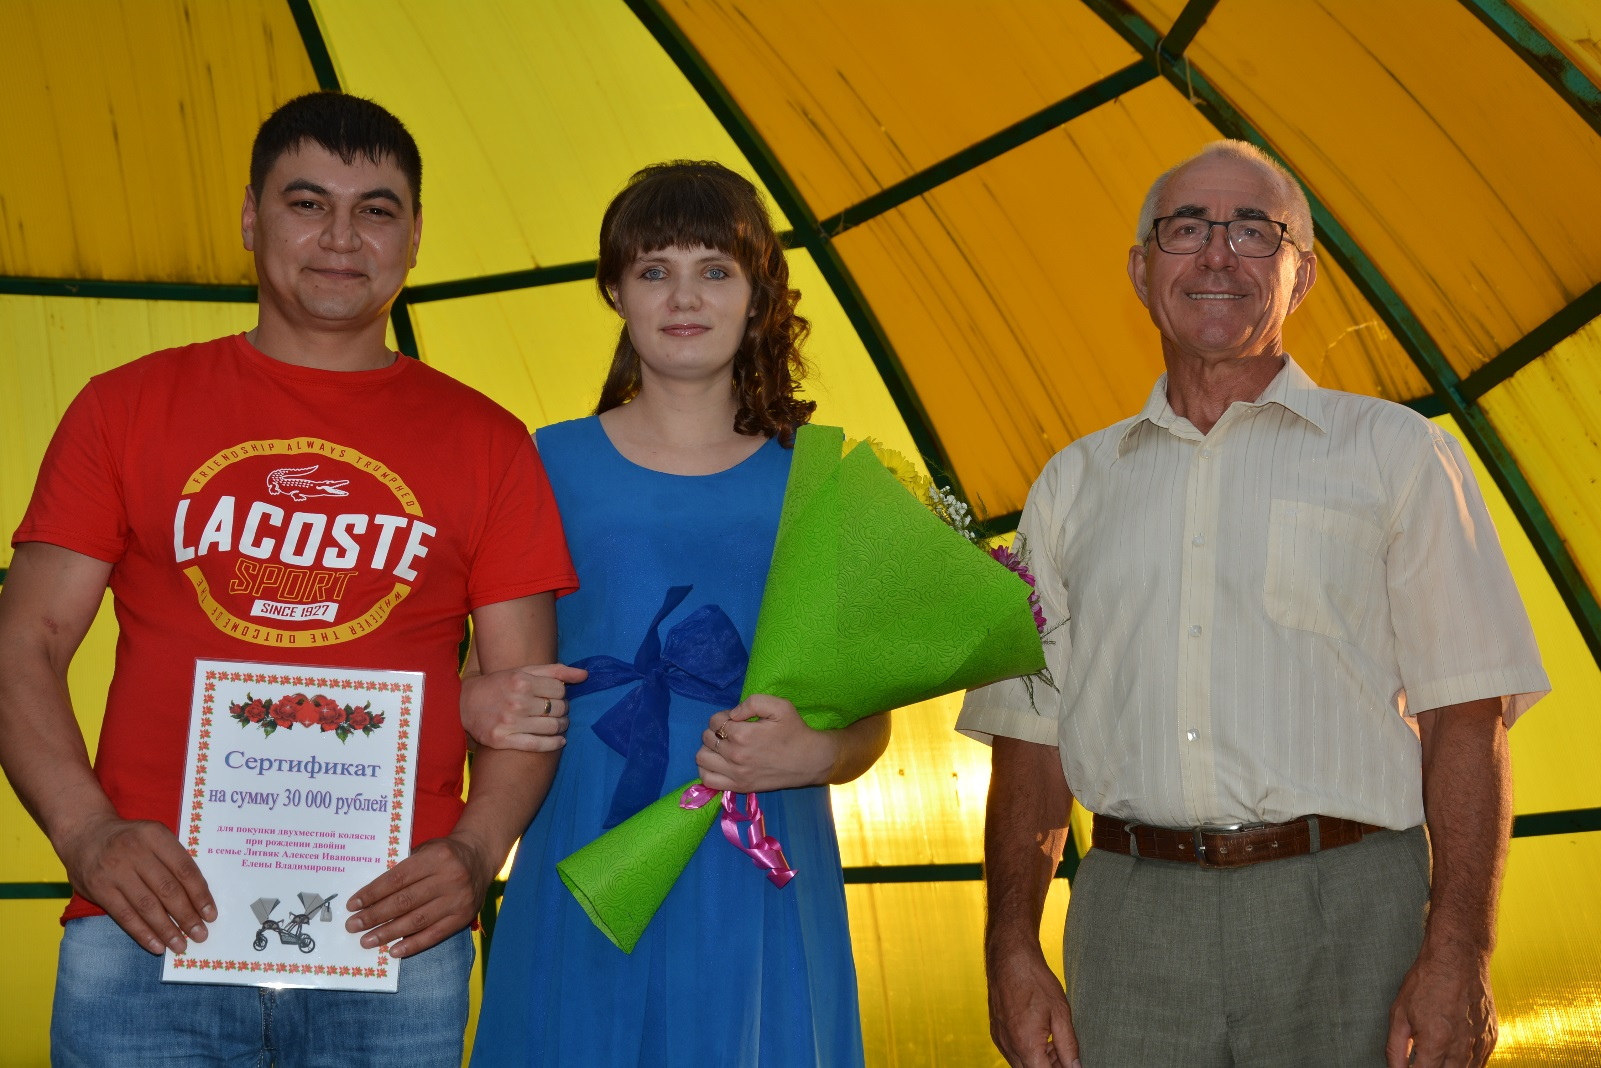 FRIENDSHIP ALWAYS TRUMPHED
LACOSTE
SPORT
SINCE 1927
WHATEVER THE OUTCOME OF THE
Сертификат
на сумму 30 000 рублей
для покупки двухместной коляски
при рождении двойни
в семье Литвяк Алексея Ивановича и
Елены Владимировны